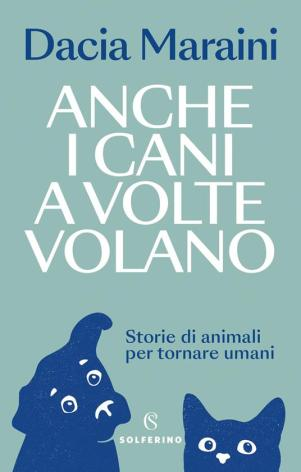 Dacia Maraini
ANCHE
I CANI
A VOLTE
VOLANO
Storie di animali
per tornare umani
SOLFERINO